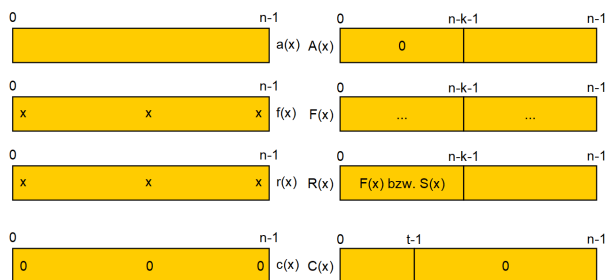 0 n-1 0 n-k-1 n-1
a(x) A(x) 0
0 n-1 0 n-k-1 n-1
x x x f(x) F(x) ... ...
0 n-1 0 n-k-1 n-1
x x x r(x) R(x) F(x) bzw. S(x)
0 n-1 0 t-1 n-1
0 0 0 c(x) C(x) 0